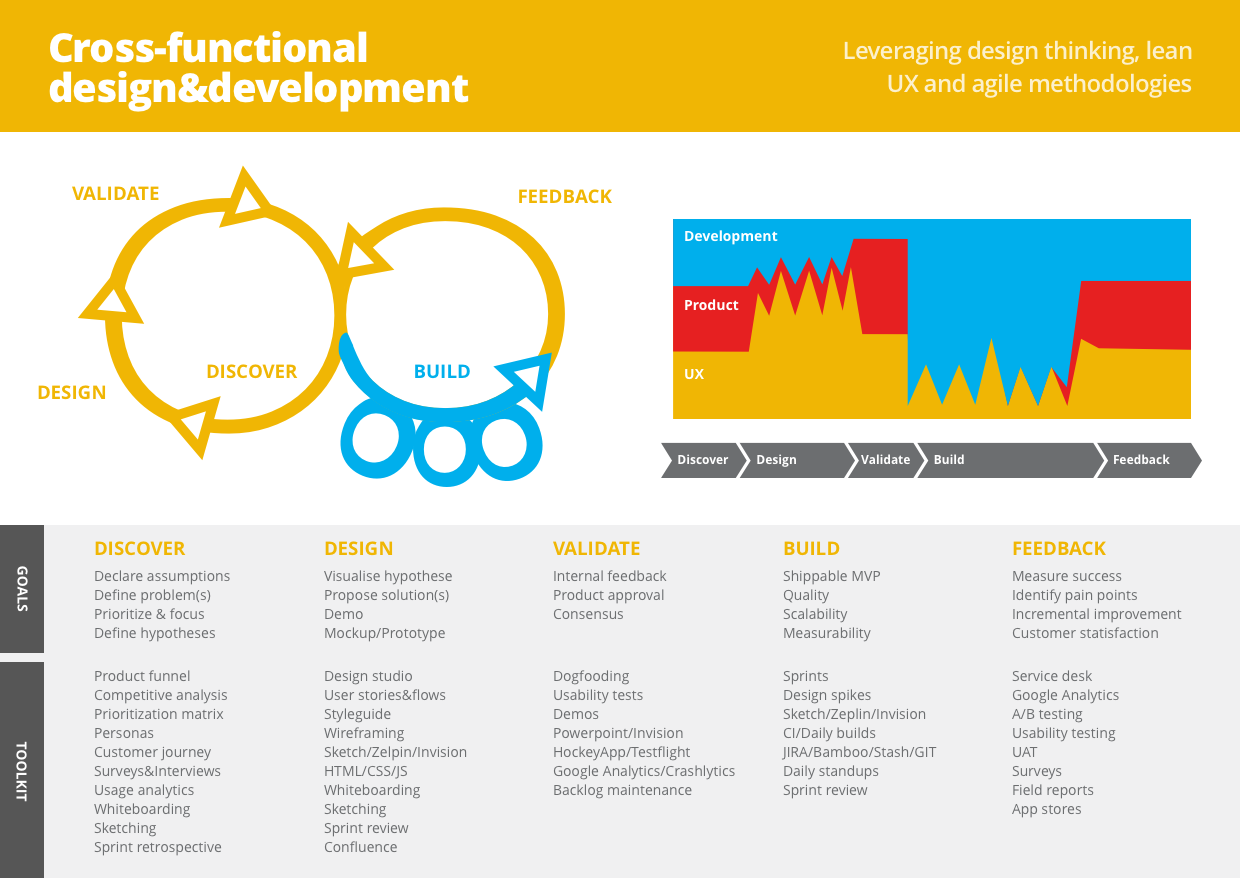 Cross-functional
design&development
Leveraging design thinking, lean
UX and agile methodologies
VALIDATE
FEEDBACK
DISCOVER
BUILD
DESIGN
Development
Product
UX
Discover
Design
Validate
Build
Feedback
GOALS
DISCOVER
Declare assumptions
Define problem(s)
Prioritize & focus
Define hypotheses
DESIGN
Visualise hypothese
Propose solution(s)
Demo
Mockup/Prototype
VALIDATE
Internal feedback
Product approval
Consensus
BUILD
Shippable MVP
Quality
Scalability
Measurability
FEEDBACK
Measure success
Identify pain points
Incremental improvement
Customer statisfaction
TOOLKIT
Product funnel
Competitive analysis
Prioritization matrix
Personas
Customer journey
Surveys&Interviews
Usage analytics
Whiteboarding
Sketching
Sprint retrospective
Design studio
User stories&flows
Styleguide
Wireframing
Sketch/Zelpin/Invision
HTML/CSS/JS
Whiteboarding
Sketching
Sprint review
Confluence
Dogfooding
Usability tests
Demos
Powerpoint/Invision
HockeyApp/Testflight
Google Analytics/Crashlytics
Backlog maintenance
Sprints
Design spikes
Sketch/Zeplin/Invision
CI/Daily builds
JIRA/Bamboo/Stash/GIT
Daily standups
Sprint review
Service desk
Google Analytics
A/B testing
Usability testing
UAT
Surveys
Field reports
App stores